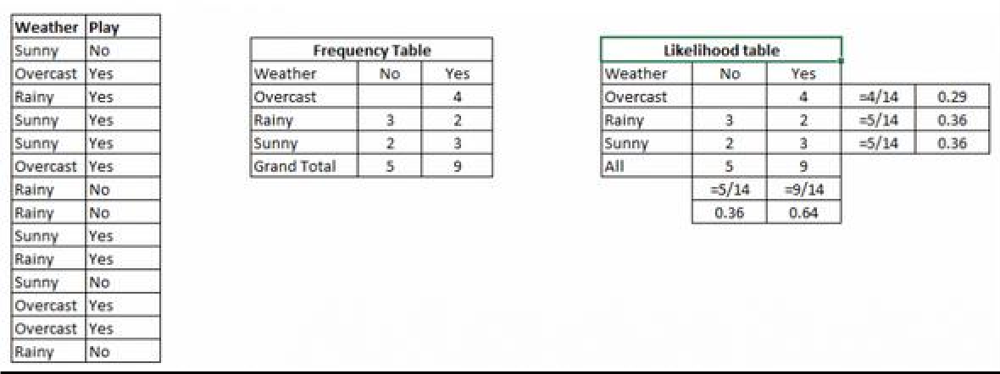 Weather Play
Sunny No
Overcast Yes
Rainy Yes
Sunny Yes
Sunny Yes
Overcast Yes
Rainy No
Rainy No
Sunny Yes
Rainy Yes
Sunny No
Overcast Yes
Overcast Yes
Rainy No
Frequency Table
Weather No Yes
Overcast 4
Rainy 3 2
Sunny 2 3
Grand Total 5 9
Likelihood table
Weather No Yes
Overcast 4 =4/14 0.29
Rainy 3 2 =5/14 0.36
Sunny 2 3 =5/14 0.36
All 5 9
=5/14 =9/14
0.36 0.64